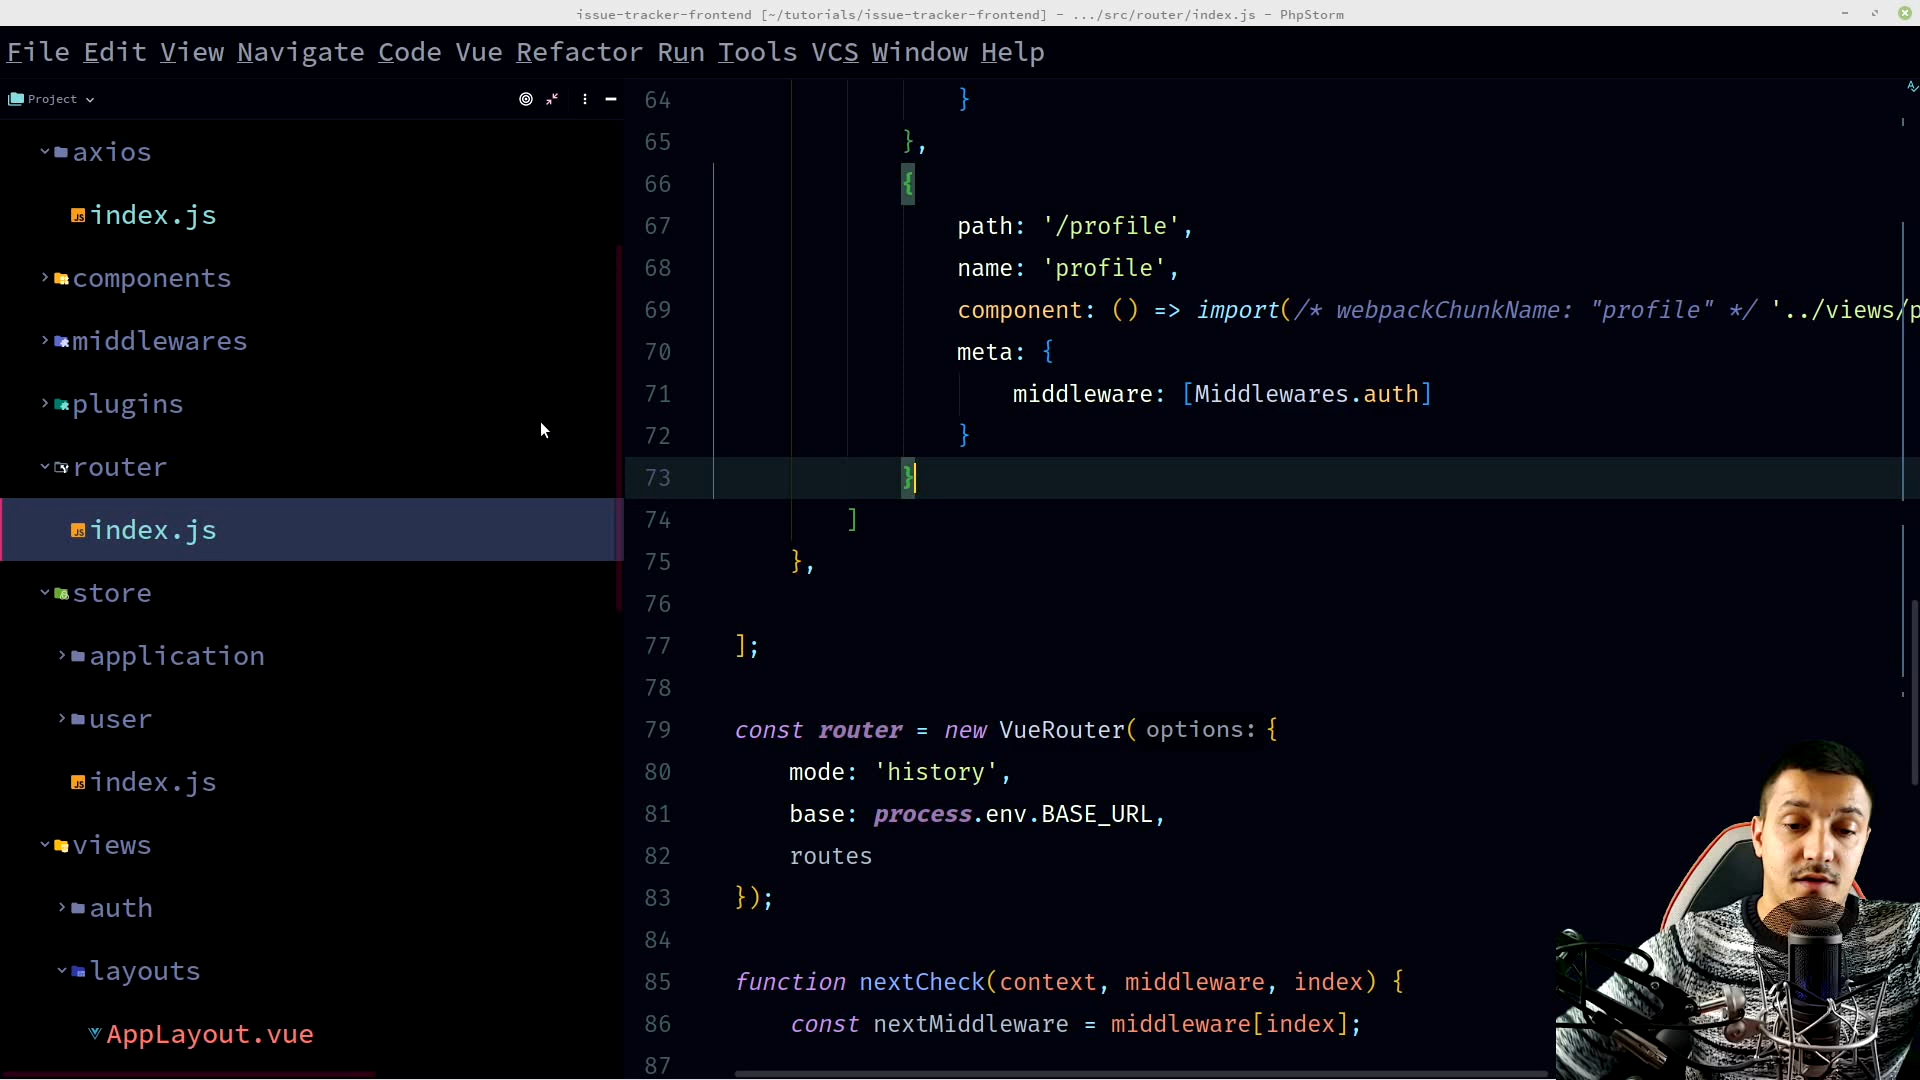 issue-tracker-frontend [~/tutorials/issue-tracker-frontend] – .../src/router/index.js – PhpStorm
File Edit View Navigate Code Vue Refactor Run Tools VCS Window Help
Project
axios
index.js
components
middlewares
plugins
router
index.js
store
application
user
index.js
views
auth
layouts
AppLayout.vue
64 }
65 },
66 {
67 path: '/profile',
68 name: 'profile',
69 component: () => import(/* webpackChunkName: "profile" */ '../views/p
70 meta: {
71 middleware: [Middlewares.auth]
72 }
73 }
74 ]
75 },
76
77 ];
78
79 const router = new VueRouter( options: {
80 mode: 'history',
81 base: process.env.BASE_URL,
82 routes
83 });
84
85 function nextCheck(context, middleware, index) {
86 const nextMiddleware = middleware[index];
87